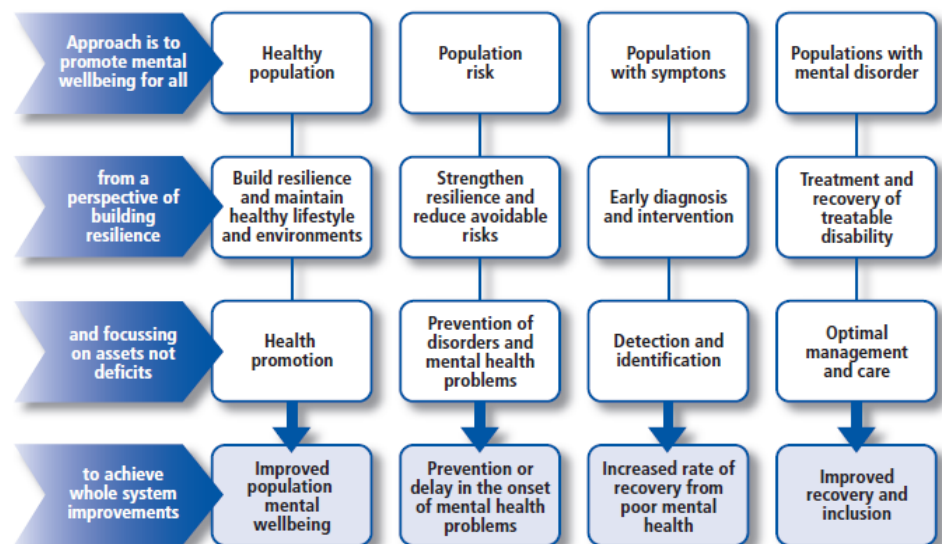 Approach is to
promote mental
wellbeing for all
Healthy
population
Population
risk
Population
with symptons
Populations with
mental disorder
from a
perspective of
building
resilience
Build resilience
and maintain
healthy lifestyle
and environments
Strengthen
resilience and
reduce avoidable
risks
Early diagnosis
and intervention
Treatment and
recovery of
treatable
disability
and focussing
on assets not
deficits
Health
promotion
Prevention of
disorders and
mental health
problems
Detection and
identification
Optimal
management
and care
to achieve
whole system
improvements
Improved
population
mental
wellbeing
Prevention or
delay in the onset
of mental health
problems
Increased rate of
recovery from
poor mental
health
Improved
recovery and
inclusion